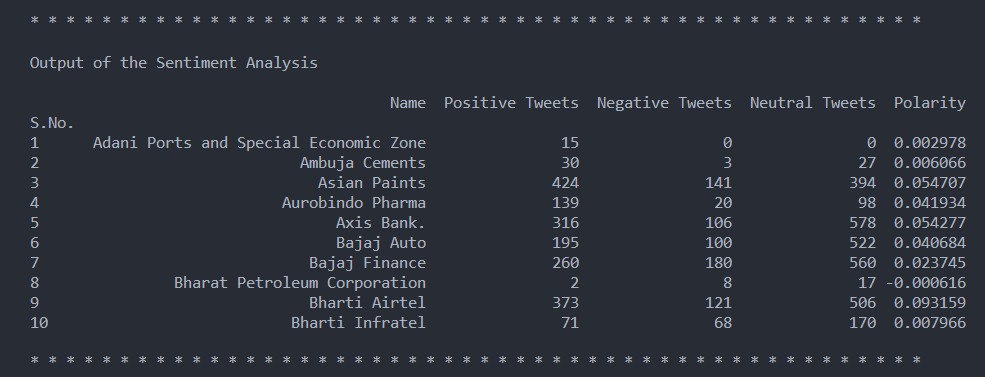 * * * * * * * * * * * * * * * * * * * * * * * * * * * * * * * * * * * * * * * * * * * * * * * * * *
Output of the Sentiment Analysis
Name Positive Tweets Negative Tweets Neutral Tweets Polarity
S.No.
1 Adani Ports and Special Economic Zone 15 0 0 0.002978
2 Ambuja Cements 30 3 27 0.006066
3 Asian Paints 424 141 394 0.054707
4 Aurobindo Pharma 139 20 98 0.041934
5 Axis Bank. 316 106 578 0.054277
6 Bajaj Auto 195 100 522 0.040684
7 Bajaj Finance 260 180 560 0.023745
8 Bharat Petroleum Corporation 2 8 17 -0.000616
9 Bharti Airtel 373 121 506 0.093159
10 Bharti Infratel 71 68 170 0.007966
* * * * * * * * * * * * * * * * * * * * * * * * * * * * * * * * * * * * * * * * * * * * * * * * * *